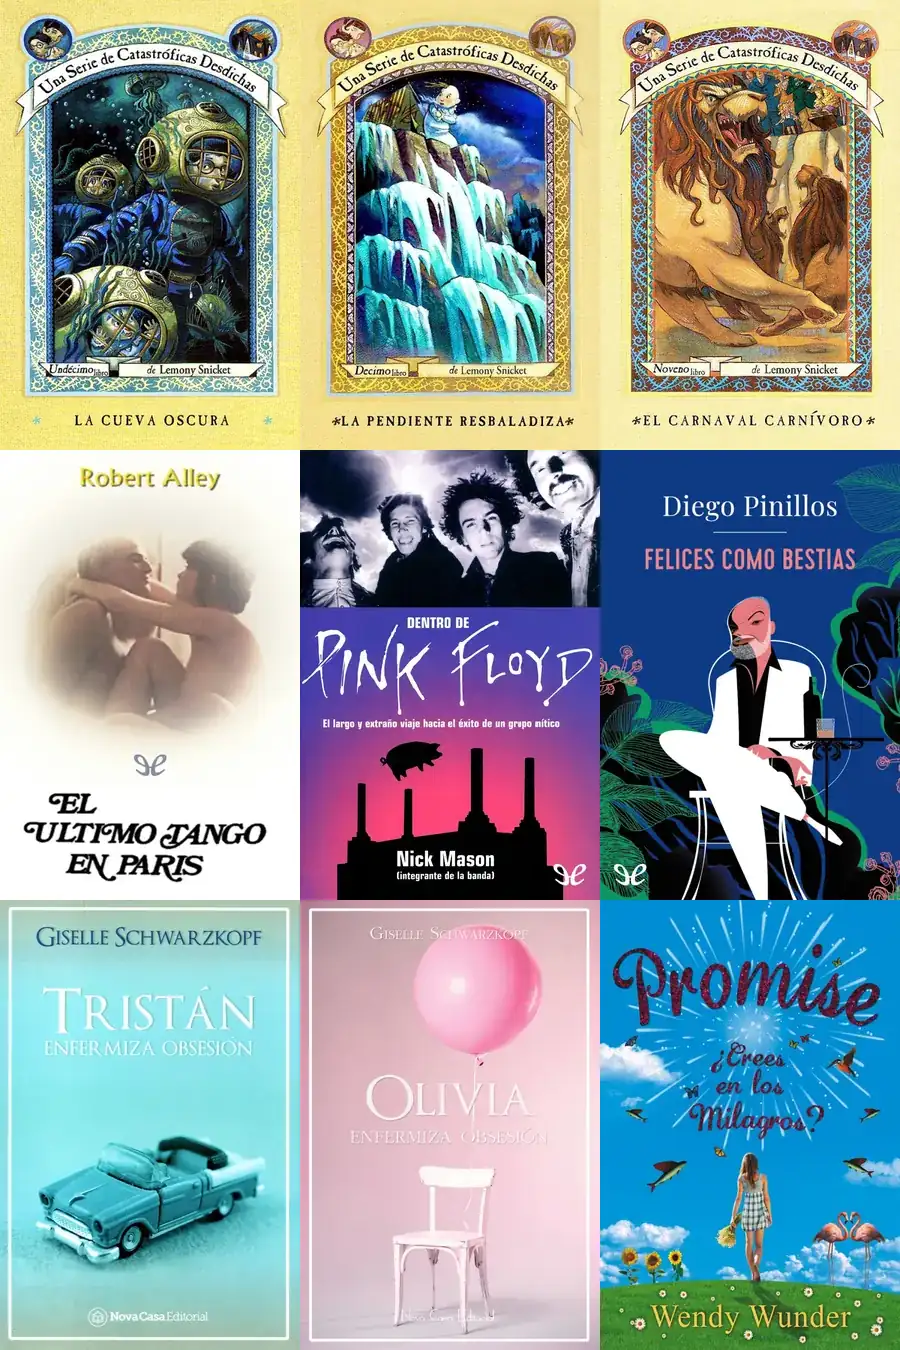 Una Serie de Catastróficas Desdichas
Undécimo libro
de Lemony Snicket
LA CUEVA OSCURA
Una Serie de Catastróficas Desdichas
Decimo libro
de Lemony Snicket
*LA PENDIENTE RESBALADIZA*
Una Serie de Catastróficas Desdichas
Noveno libro
de Lemony Snicket
*EL CARNAVAL CARNÍVORO*
Robert Alley
EL
ULTIMO TANGO
EN PARIS
DENTRO DE
PINK FLOYD
El largo y extraño viaje hacia el éxito de un grupo mítico
Nick Mason
(integrante de la banda)
Diego Pinillos
FELICES COMO BESTIAS
GISELLE SCHWARZKOPF
TRISTÁN
ENFERMIZA OBSESIÓN
Nova Casa Editorial
GISELLE SCHWARZKOPF
OLIVIA
ENFERMIZA OBSESIÓN
Nova Casa Editorial
Promise
¿Crees
en los
Milagros?
Wendy Wunder